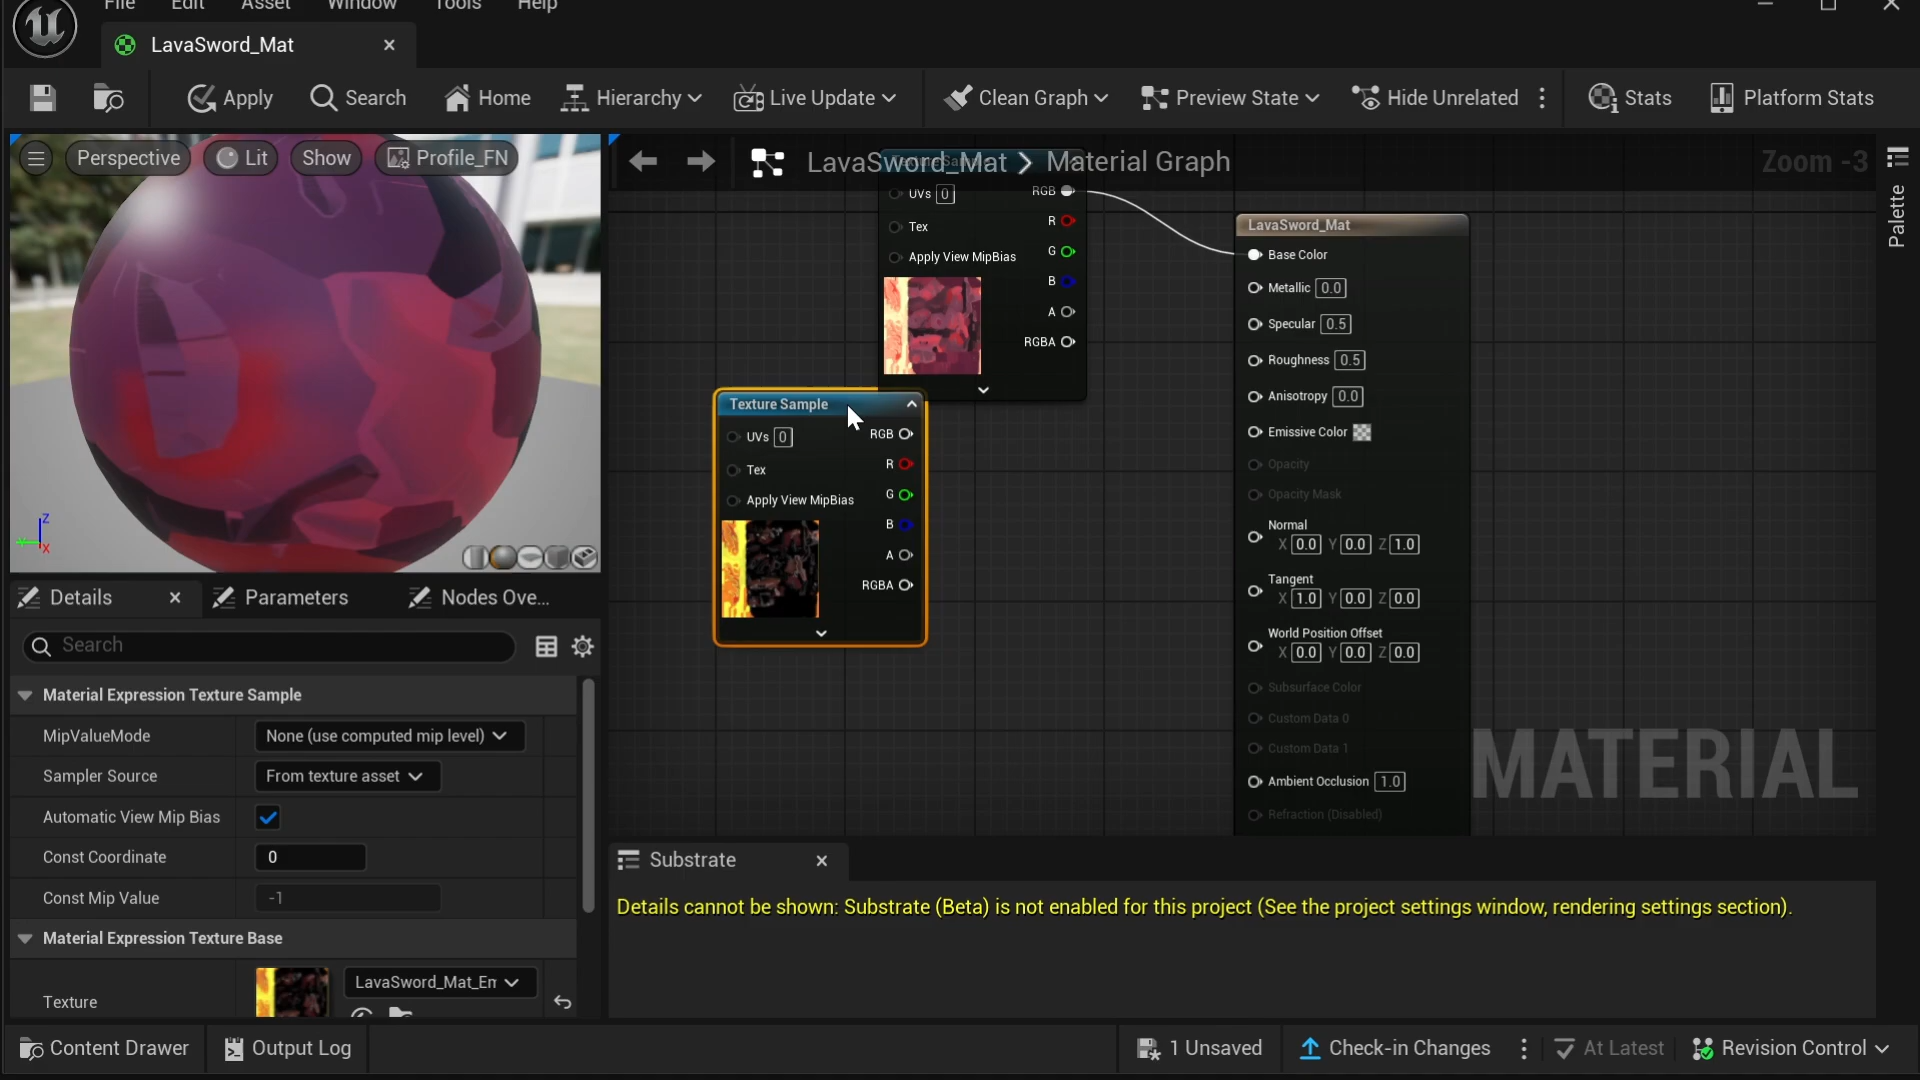 File Edit Asset Window Tools Help
LavaSword_Mat
Apply Search Home Hierarchy Live Update Clean Graph Preview State Hide Unrelated Stats Platform Stats
Perspective Lit Show Profile_FN
LavaSword_Mat > Material Graph
Zoom -3
Palette
Texture Sample
UVs 0 RGB
Tex R
Apply View MipBias G
B
A
RGBA
Texture Sample
UVs 0 RGB
Tex R
Apply View MipBias G
B
A
RGBA
LavaSword_Mat
Base Color
Metallic 0.0
Specular 0.5
Roughness 0.5
Anisotropy 0.0
Emissive Color
Opacity
Opacity Mask
Normal
X 0.0 Y 0.0 Z 1.0
Tangent
X 1.0 Y 0.0 Z 0.0
World Position Offset
X 0.0 Y 0.0 Z 0.0
Subsurface Color
Custom Data 0
Custom Data 1
Ambient Occlusion 1.0
Refraction (Disabled)
MATERIAL
Z
X
Details Parameters Nodes Ove...
Search
Material Expression Texture Sample
MipValueMode None (use computed mip level)
Sampler Source From texture asset
Automatic View Mip Bias
Const Coordinate 0
Const Mip Value -1
Material Expression Texture Base
Texture LavaSword_Mat_Em
Substrate
Details cannot be shown: Substrate (Beta) is not enabled for this project (See the project settings window, rendering settings section).
Content Drawer Output Log 1 Unsaved Check-in Changes At Latest Revision Control